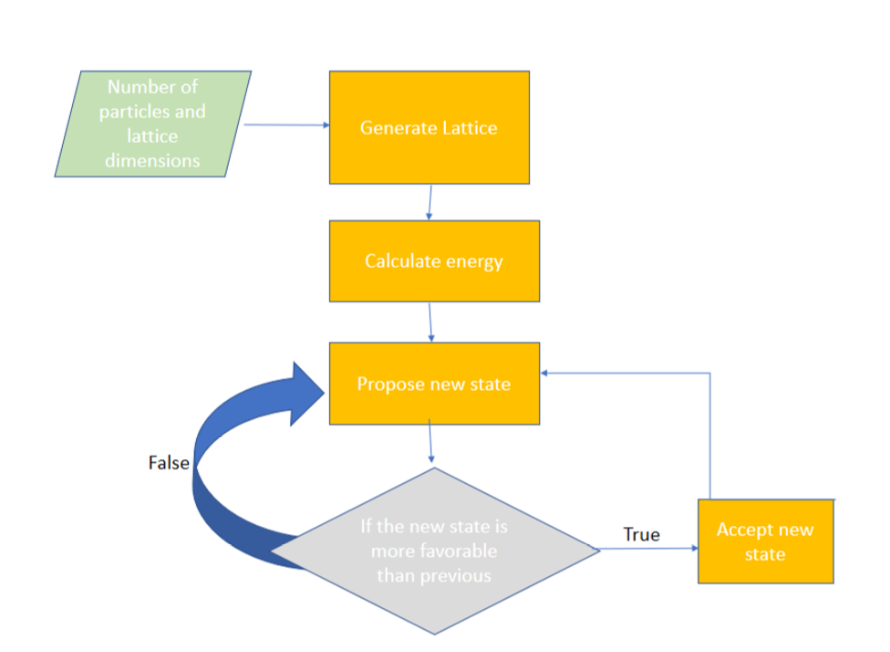 Number of
particles and
lattice
dimensions
Generate Lattice
Calculate energy
Propose new state
False
If the new state is
more favorable
than previous
True
Accept new
state